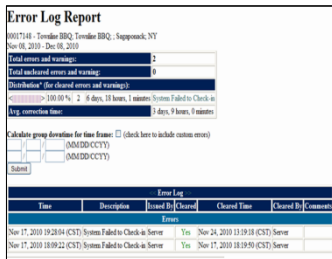 Error Log Report
00017148 - Townline BBQ; Townline BBQ; ; Sagaponack, NY
Nov 08, 2010 - Dec 08, 2010
Total errors and warnings: 2
Total uncleared errors and warning: 0
Distribution* (for cleared errors and warnings):
< > 100.00 % 2 6 days, 18 hours, 1 minutes System Failed to Check-in
Avg. correction time: 3 days, 9 hours, 0 minutes
Calculate group downtime for time frame: (check here to include custom errors)
/ / (MM/DD/CCYY)
/ / (MM/DD/CCYY)
Submit
Error Log
Time Description Issued By Cleared Cleared Time Cleared By Comments
Errors
Nov 17, 2010 19:28:04 (CST) System Failed to Check-in Server Yes Nov 24, 2010 13:19:18 (CST) Server
Nov 17, 2010 18:09:22 (CST) System Failed to Check-in Server Yes Nov 17, 2010 18:19:50 (CST) Server